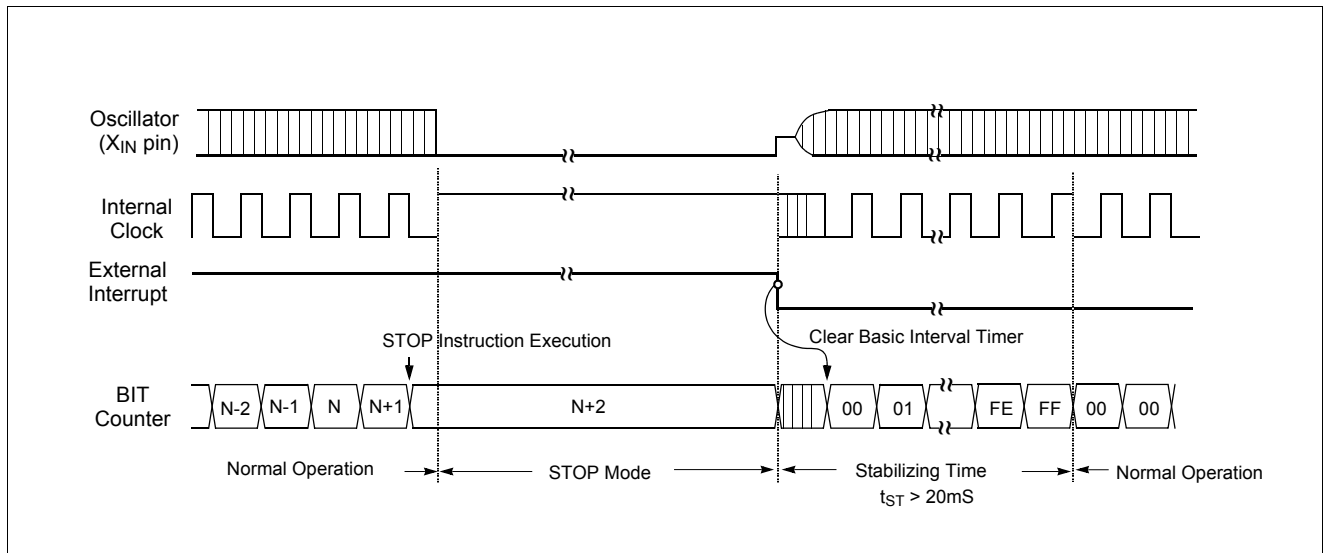 Oscillator
(XIN pin)
Internal
Clock
External
Interrupt
STOP Instruction Execution
Clear Basic Interval Timer
BIT
Counter
N-2 N-1 N N+1 N+2 00 01 FE FF 00 00
Normal Operation STOP Mode Stabilizing Time Normal Operation
tST > 20mS